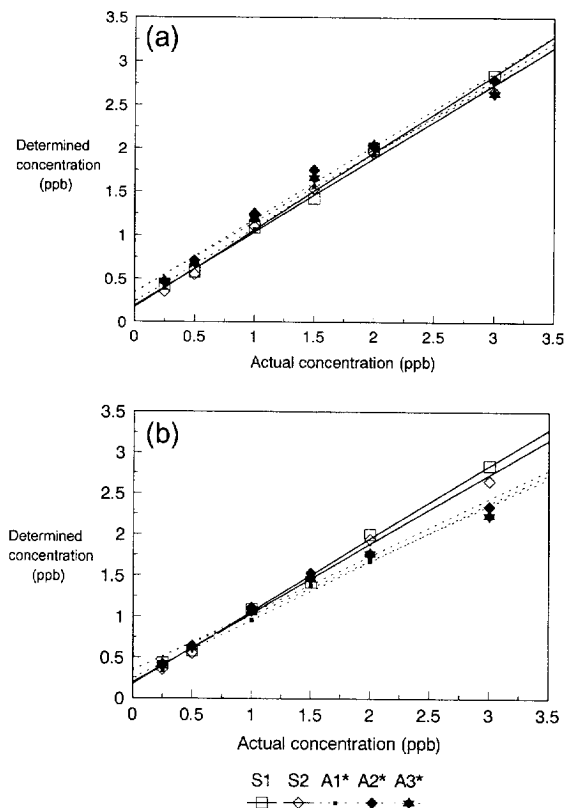 (a)
3.5
3
2.5
2
1.5
1
0.5
0
Determined
concentration
(ppb)
0 0.5 1 1.5 2 2.5 3 3.5
Actual concentration (ppb)
(b)
3.5
3
2.5
2
1.5
1
0.5
0
Determined
concentration
(ppb)
0 0.5 1 1.5 2 2.5 3 3.5
Actual concentration (ppb)
S1 S2 A1* A2* A3*